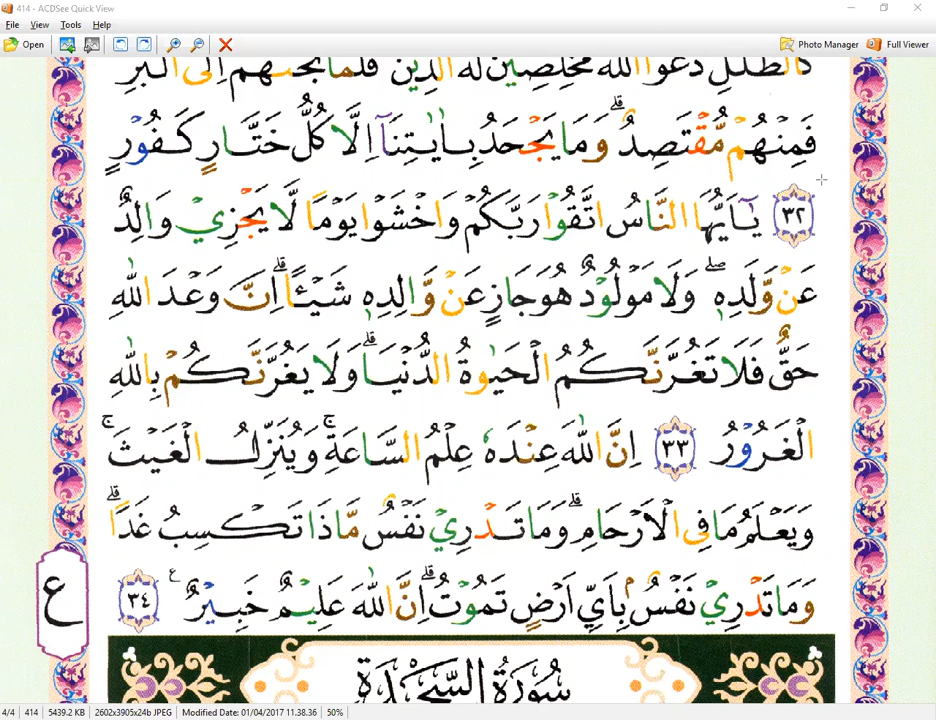 414 - ACDSee Quick View
File View Tools Help
Open Photo Manager Full Viewer
كَالظُّلَلِ دَعَوُا اللّٰهَ مُخْلِصِيْنَ لَهُ الدِّيْنَ فَلَمَّا نَجّٰىهُمْ اِلَى الْبَرِّ
فَمِنْهُمْ مُّقْتَصِدٌۗ وَمَا يَجْحَدُ بِاٰيٰتِنَآ اِلَّا كُلُّ خَتَّارٍ كَفُوْرٍ
٣٢ يٰٓاَيُّهَا النَّاسُ اتَّقُوْا رَبَّكُمْ وَاخْشَوْا يَوْمًا لَّا يَجْزِيْ وَالِدٌ
عَنْ وَّلَدِهٖۖ وَلَا مَوْلُوْدٌ هُوَ جَازٍ عَنْ وَّالِدِهٖ شَيْـًٔاۗ اِنَّ وَعْدَ اللّٰهِ
حَقٌّ فَلَا تَغُرَّنَّكُمُ الْحَيٰوةُ الدُّنْيَاۗ وَلَا يَغُرَّنَّكُمْ بِاللّٰهِ
الْغَرُوْرُ ٣٣ اِنَّ اللّٰهَ عِنْدَهٗ عِلْمُ السَّاعَةِۚ وَيُنَزِّلُ الْغَيْثَۚ
وَيَعْلَمُ مَا فِى الْاَرْحَامِۗ وَمَا تَدْرِيْ نَفْسٌ مَّاذَا تَكْسِبُ غَدًاۗ
وَمَا تَدْرِيْ نَفْسٌۢ بِاَيِّ اَرْضٍ تَمُوْتُۗ اِنَّ اللّٰهَ عَلِيْمٌ خَبِيْرٌ ࣖ ٣٤
ع
سُوْرَةُ السَّجْدَةِ
4/4 414 5439.2 KB 2602x3905x24b JPEG Modified Date: 01/04/2017 11.38.36 50%